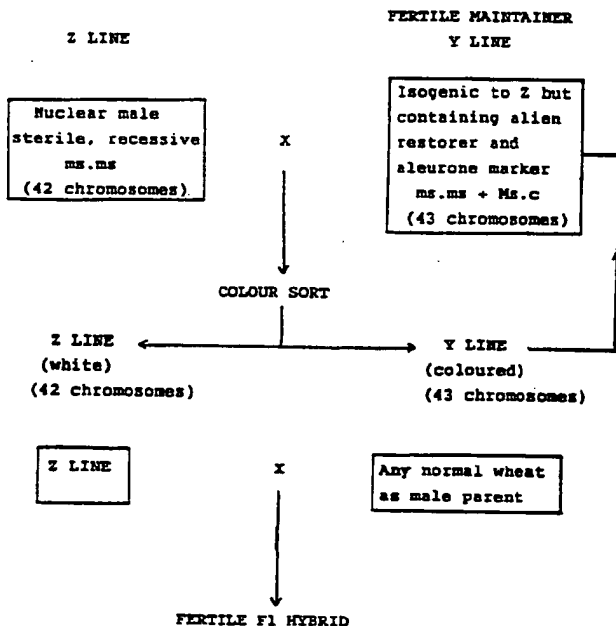 FERTILE MAINTAINER
Z LINE
Y LINE
Nuclear male
sterile, recessive
ms.ms
(42 chromosomes)
X
Isogenic to Z but
containing alien
restorer and
aleurone marker
ms.ms + Ms.c
(43 chromosomes)
COLOUR SORT
Z LINE
(white)
(42 chromosomes)
Y LINE
(coloured)
(43 chromosomes)
Z LINE
X
Any normal wheat
as male parent
FERTILE F1 HYBRID